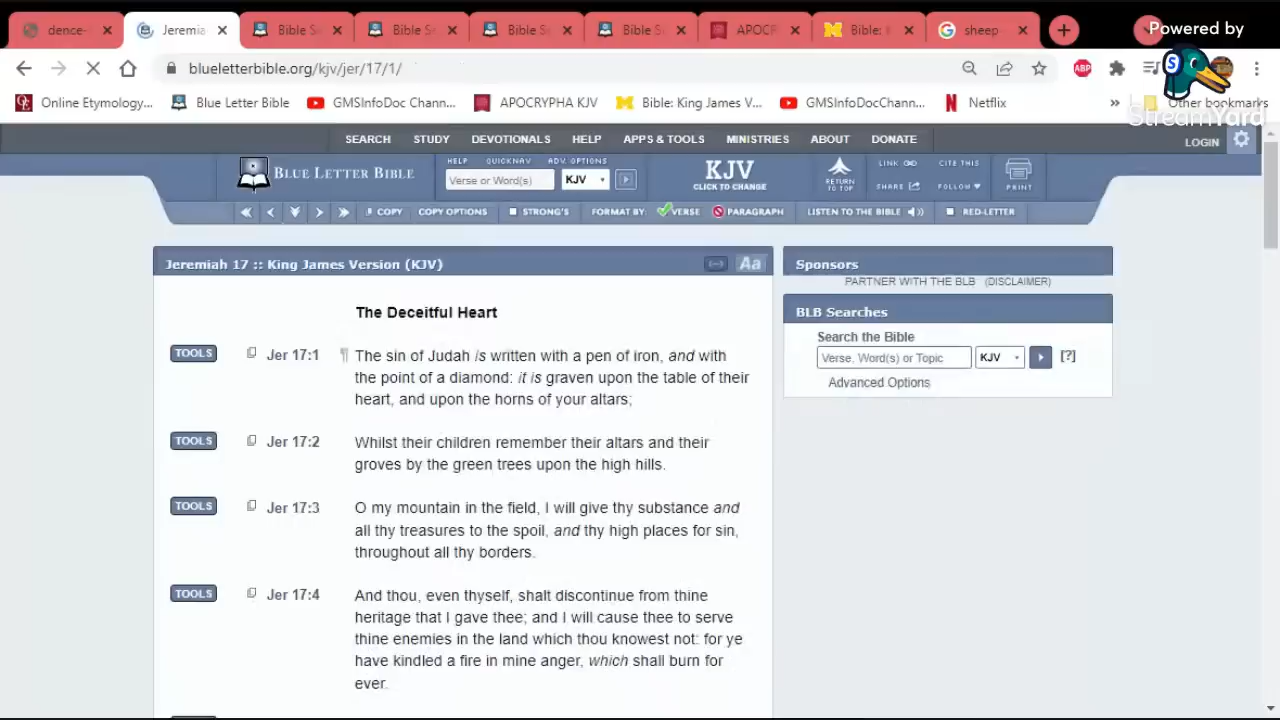 Powered by
dence-
Jeremia
Bible S
Bible S
Bible S
Bible S
APOCR
Bible: K
sheep
blueletterbible.org/kjv/jer/17/1/
ABP
StreamYard
Online Etymology...
Blue Letter Bible
GMSInfoDoc Chann...
APOCRYPHA KJV
Bible: King James V...
GMSInfoDocChann...
Netflix
»
Other bookmarks
SEARCH STUDY DEVOTIONALS HELP APPS & TOOLS MINISTRIES ABOUT DONATE
LOGIN
BLUE LETTER BIBLE
HELP QUICKNAV ADV. OPTIONS
Verse or Word(s) KJV
KJV
CLICK TO CHANGE
RETURN
TO TOP
LINK CITE THIS
SHARE FOLLOW
PRINT
COPY COPY OPTIONS STRONG'S FORMAT BY VERSE PARAGRAPH LISTEN TO THE BIBLE RED-LETTER
Jeremiah 17 :: King James Version (KJV) Aa
The Deceitful Heart
TOOLS Jer 17:1 ¶ The sin of Judah is written with a pen of iron, and with
the point of a diamond: it is graven upon the table of their
heart, and upon the horns of your altars;
TOOLS Jer 17:2 Whilst their children remember their altars and their
groves by the green trees upon the high hills.
TOOLS Jer 17:3 O my mountain in the field, I will give thy substance and
all thy treasures to the spoil, and thy high places for sin,
throughout all thy borders.
TOOLS Jer 17:4 And thou, even thyself, shalt discontinue from thine
heritage that I gave thee; and I will cause thee to serve
thine enemies in the land which thou knowest not: for ye
have kindled a fire in mine anger, which shall burn for
ever.
Sponsors
PARTNER WITH THE BLB (DISCLAIMER)
BLB Searches
Search the Bible
Verse, Word(s) or Topic KJV [?]
Advanced Options